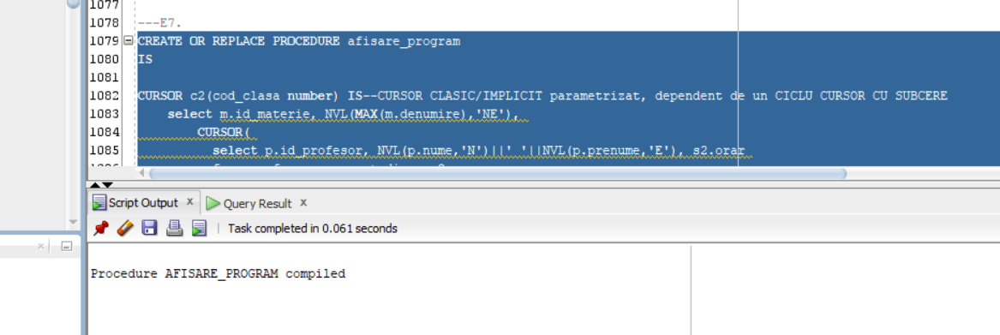 1077
1078 ---E7.
1079 CREATE OR REPLACE PROCEDURE afisare_program
1080 IS
1081
1082 CURSOR c2(cod_clasa number) IS--CURSOR CLASIC/IMPLICIT parametrizat, dependent de un CICLU CURSOR CU SUBCERE
1083 select m.id_materie, NVL(MAX(m.denumire),'NE'),
1084 CURSOR(
1085 select p.id_profesor, NVL(p.nume,'N')||' '||NVL(p.prenume,'E'), s2.orar
Script Output x Query Result x
| Task completed in 0.061 seconds
Procedure AFISARE_PROGRAM compiled